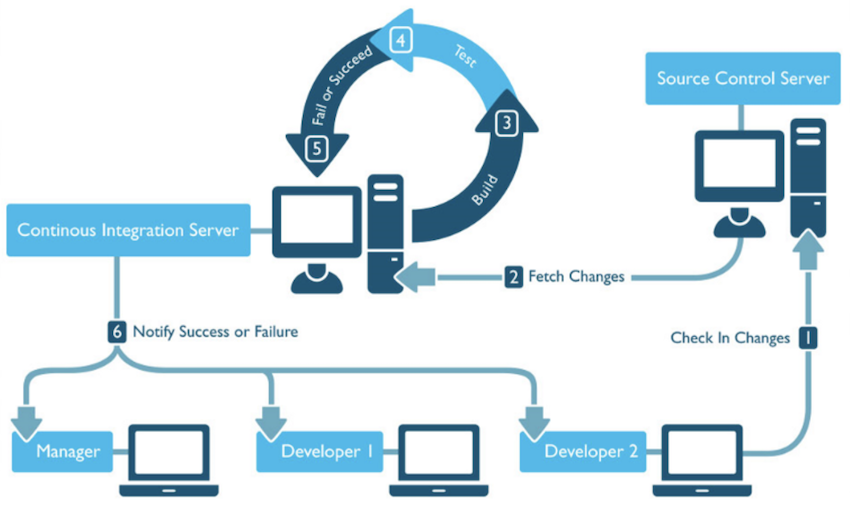 4
Test
Fail or Succeed
Source Control Server
3
5
Build
Continous Integration Server
2 Fetch Changes
6 Notify Success or Failure
Check In Changes 1
Manager
Developer 1
Developer 2